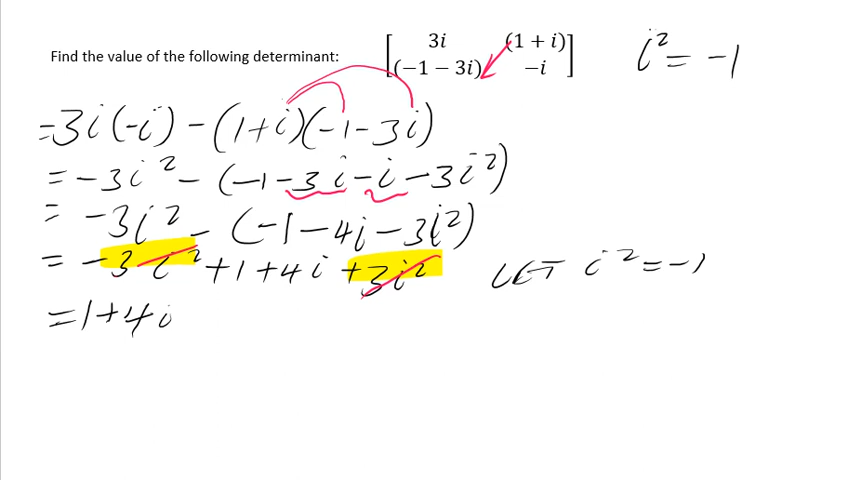 Find the value of the following determinant: [3i (1 + i)
(−1 − 3i) −i] i² = −1
=3i(-i) - (1+i)(-1-3i)
= -3i² - (-1-3i-i-3i²)
= -3i² - (-1-4i-3i²)
= -3i² +1+4i+3i² LET i²=-1
=1+4i